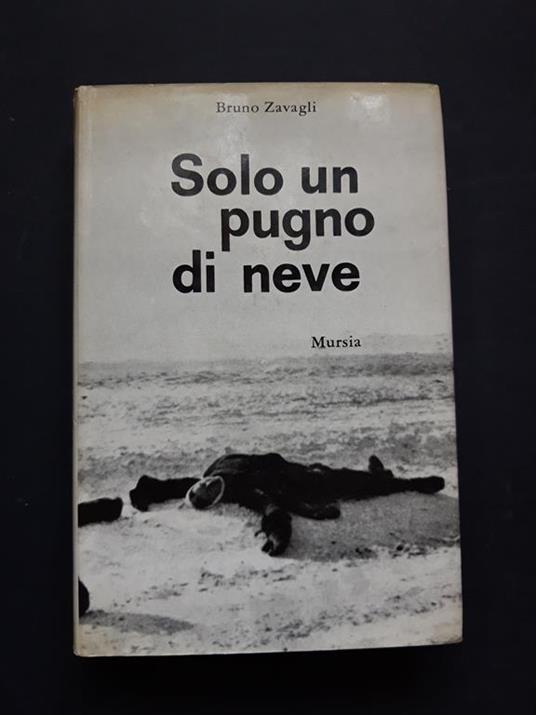 Bruno Zavagli
Solo un
pugno
di neve
Mursia